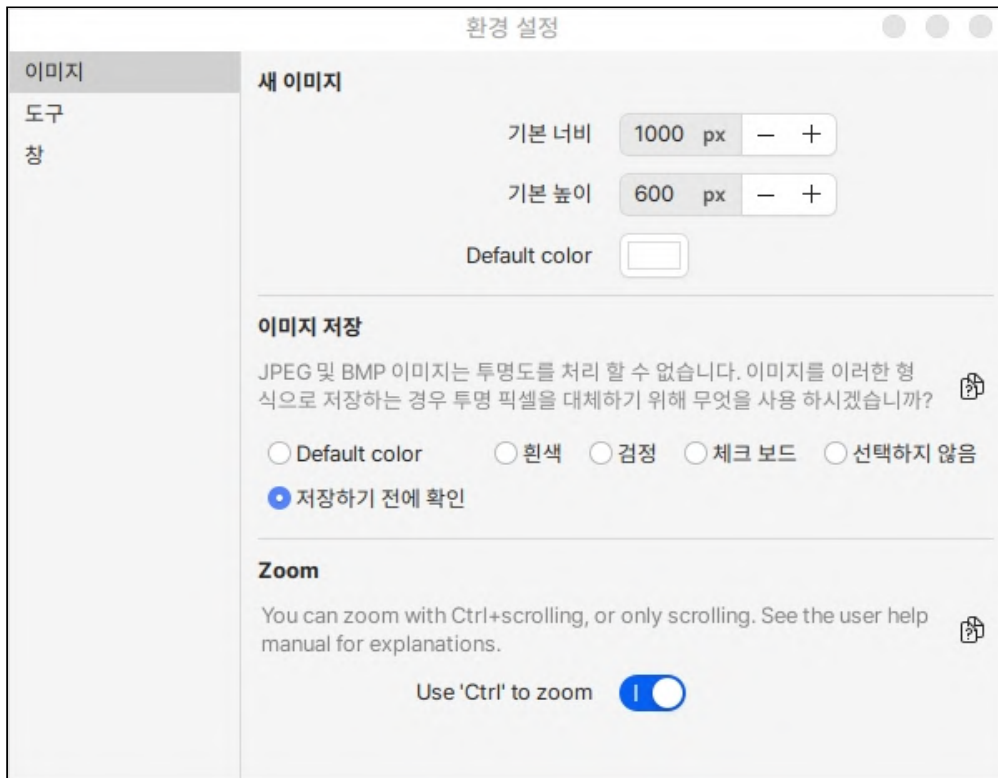 환경 설정
이미지
도구
창
새 이미지
기본 너비 1000 px − +
기본 높이 600 px − +
Default color
이미지 저장
JPEG 및 BMP 이미지는 투명도를 처리 할 수 없습니다. 이미지를 이러한 형
식으로 저장하는 경우 투명 픽셀을 대체하기 위해 무엇을 사용 하시겠습니까?
Default color 흰색 검정 체크 보드 선택하지 않음
저장하기 전에 확인
Zoom
You can zoom with Ctrl+scrolling, or only scrolling. See the user help
manual for explanations.
Use 'Ctrl' to zoom